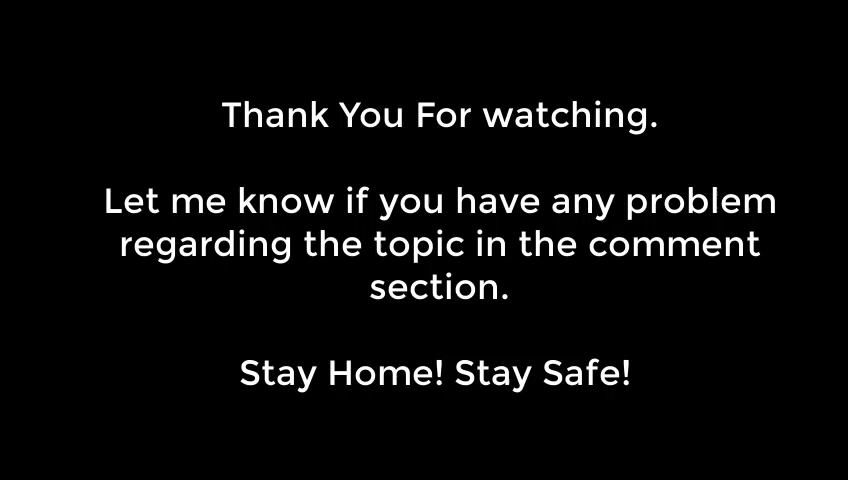 Thank You For watching.
Let me know if you have any problem
regarding the topic in the comment
section.
Stay Home! Stay Safe!